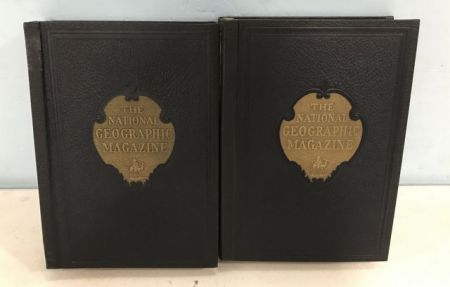 THE
NATIONAL
GEOGRAPHIC
MAGAZINE
THE
NATIONAL
GEOGRAPHIC
MAGAZINE